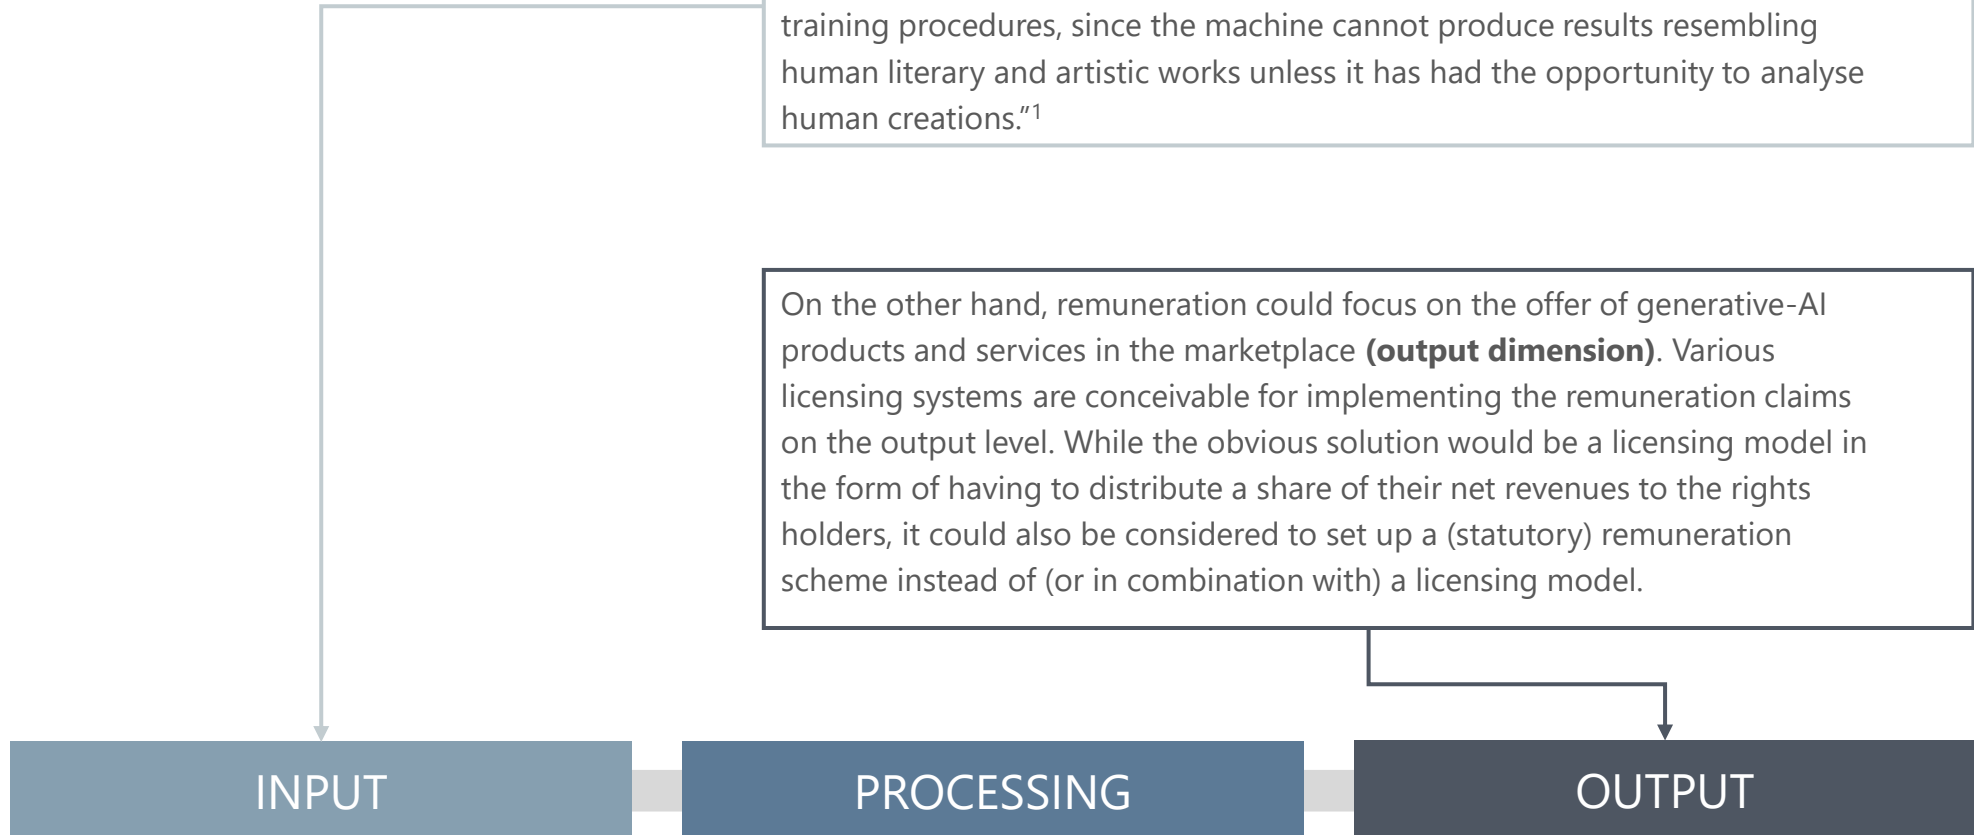 training procedures, since the machine cannot produce results resembling
human literary and artistic works unless it has had the opportunity to analyse
human creations.”1
On the other hand, remuneration could focus on the offer of generative-AI
products and services in the marketplace (output dimension). Various
licensing systems are conceivable for implementing the remuneration claims
on the output level. While the obvious solution would be a licensing model in
the form of having to distribute a share of their net revenues to the rights
holders, it could also be considered to set up a (statutory) remuneration
scheme instead of (or in combination with) a licensing model.
INPUT
PROCESSING
OUTPUT